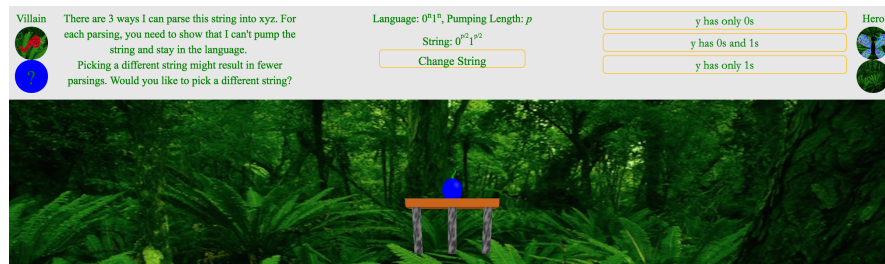 Villain
There are 3 ways I can parse this string into xyz. For
each parsing, you need to show that I can't pump the
string and stay in the language.
Picking a different string might result in fewer
parsings. Would you like to pick a different string?
?
Language: 0ⁿ1ⁿ, Pumping Length: p
String: 0^{p/2}1^{p/2}
Change String
y has only 0s
y has 0s and 1s
y has only 1s
Hero